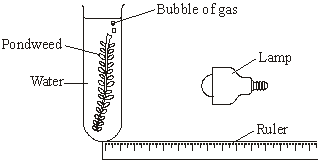 Bubble of gas
Pondweed
Lamp
Water
Ruler